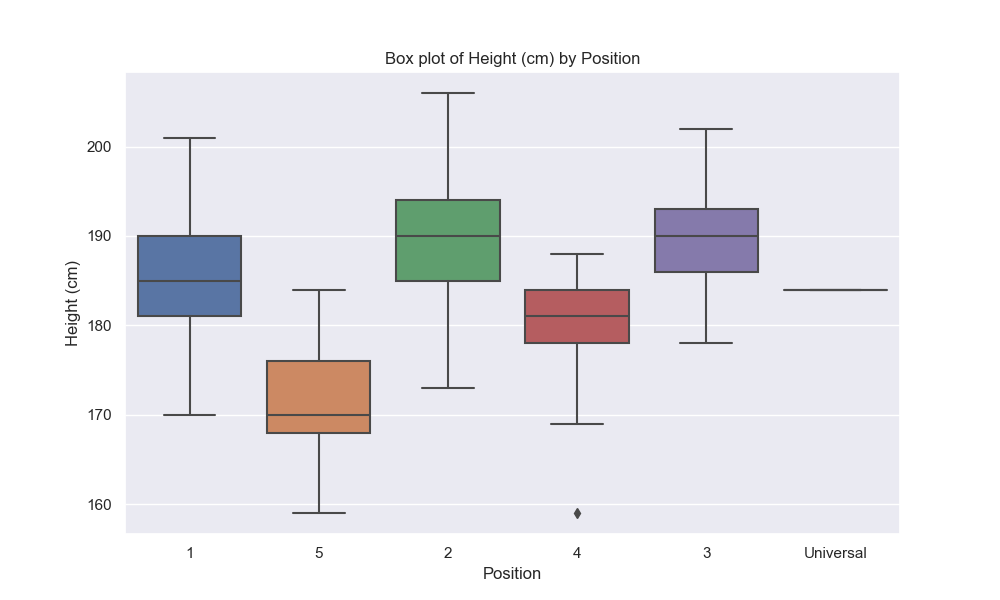 Box plot of Height (cm) by Position
Height (cm)
200
190
180
170
160
1 5 2 4 3 Universal
Position